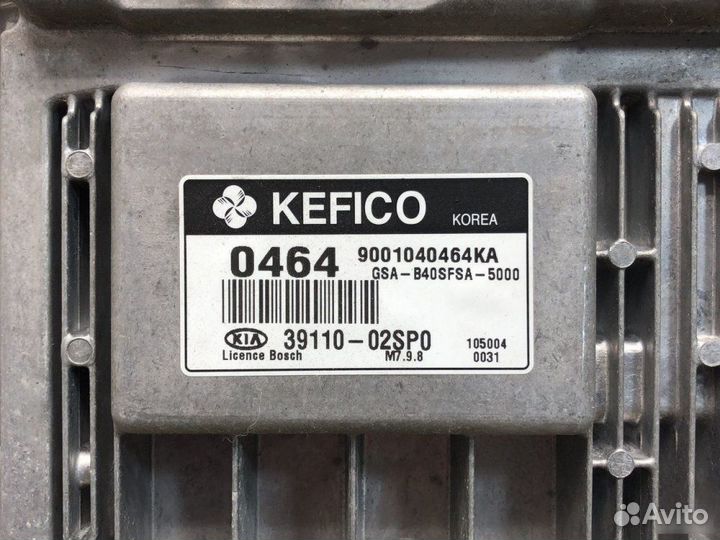 KEFICO KOREA
0464 9001040464KA
GSA-B40SFSA-5000
KIA 39110-02SP0 105004
Licence Bosch M7.9.8 0031
Avito